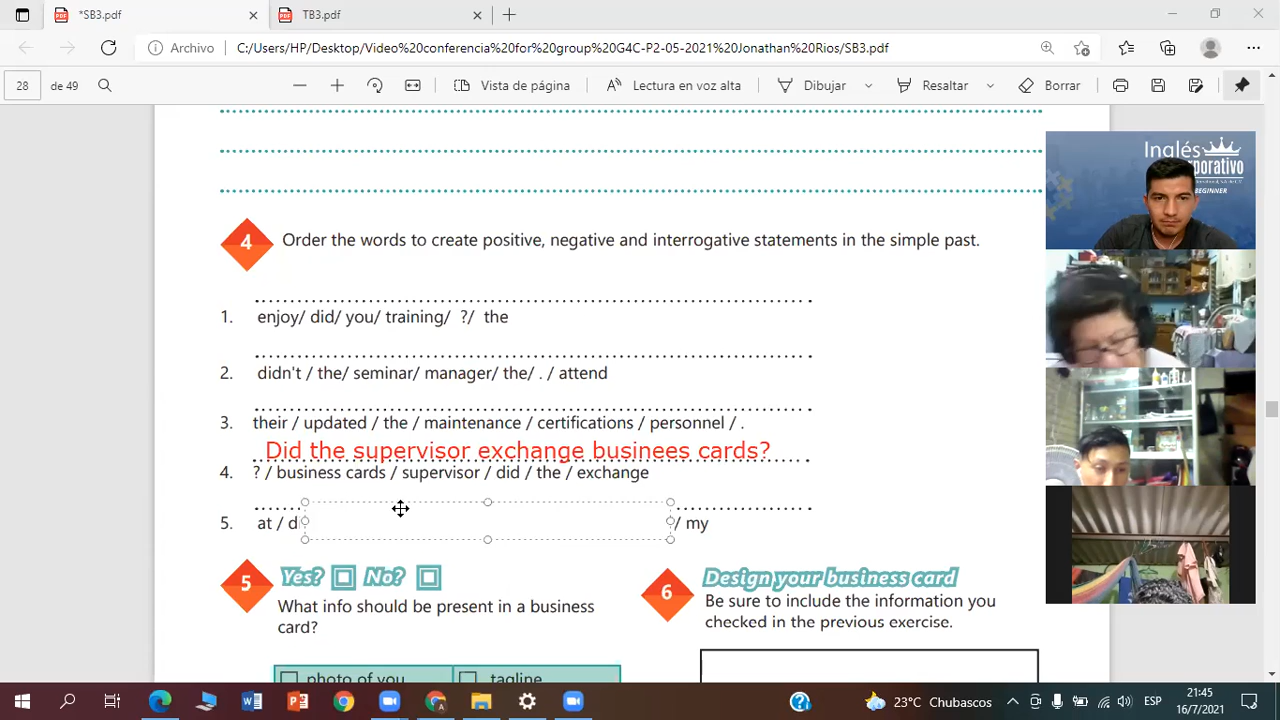 *SB3.pdf
TB3.pdf
Archivo C:/Users/HP/Desktop/Video%20conferencia%20for%20group%20G4C-P2-05-2021%20Jonathan%20Rios/SB3.pdf
28 de 49 Vista de página Lectura en voz alta Dibujar Resaltar Borrar
Inglés
rporativo
BEGINNER
4 Order the words to create positive, negative and interrogative statements in the simple past.
1. enjoy/ did/ you/ training/ ?/ the
2. didn't / the/ seminar/ manager/ the/ . / attend
3. their / updated / the / maintenance / certifications / personnel / .
Did the supervisor exchange businees cards?
4. ? / business cards / supervisor / did / the / exchange
5. at / d / my
5 Yes? No?
What info should be present in a business
card?
photo of you tagline
6 Design your business card
Be sure to include the information you
checked in the previous exercise.
23°C Chubascos ESP 21:45
16/7/2021